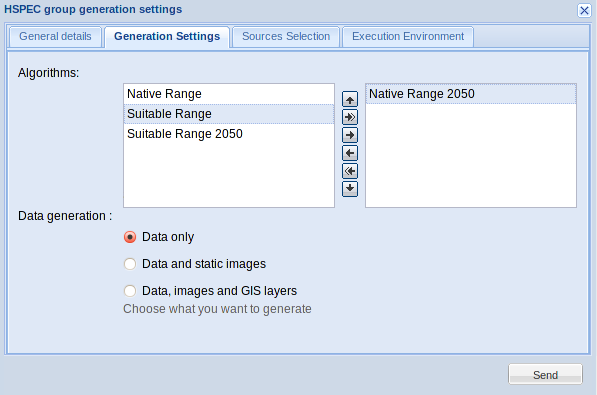 HSPEC group generation settings
General details Generation Settings Sources Selection Execution Environment
Algorithms:
Native Range
Suitable Range
Suitable Range 2050
Native Range 2050
Data generation :
Data only
Data and static images
Data, images and GIS layers
Choose what you want to generate
Send